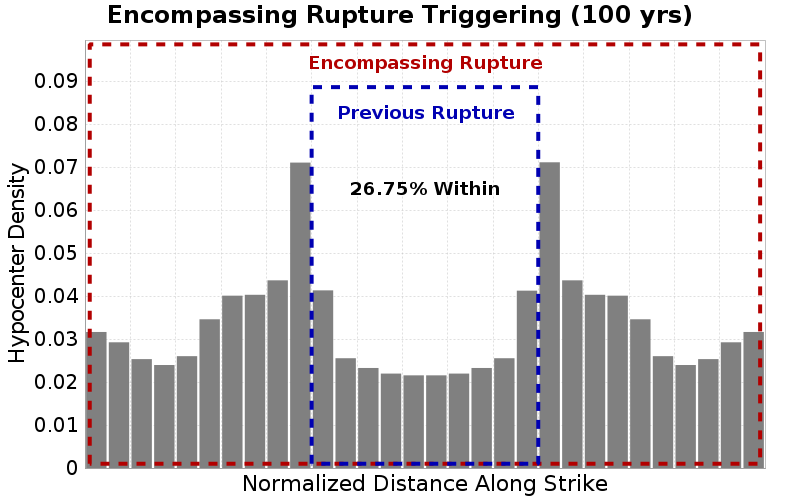 Encompassing Rupture Triggering (100 yrs)
Encompassing Rupture
Previous Rupture
26.75% Within
Hypocenter Density
0.09
0.08
0.07
0.06
0.05
0.04
0.03
0.02
0.01
0
Normalized Distance Along Strike